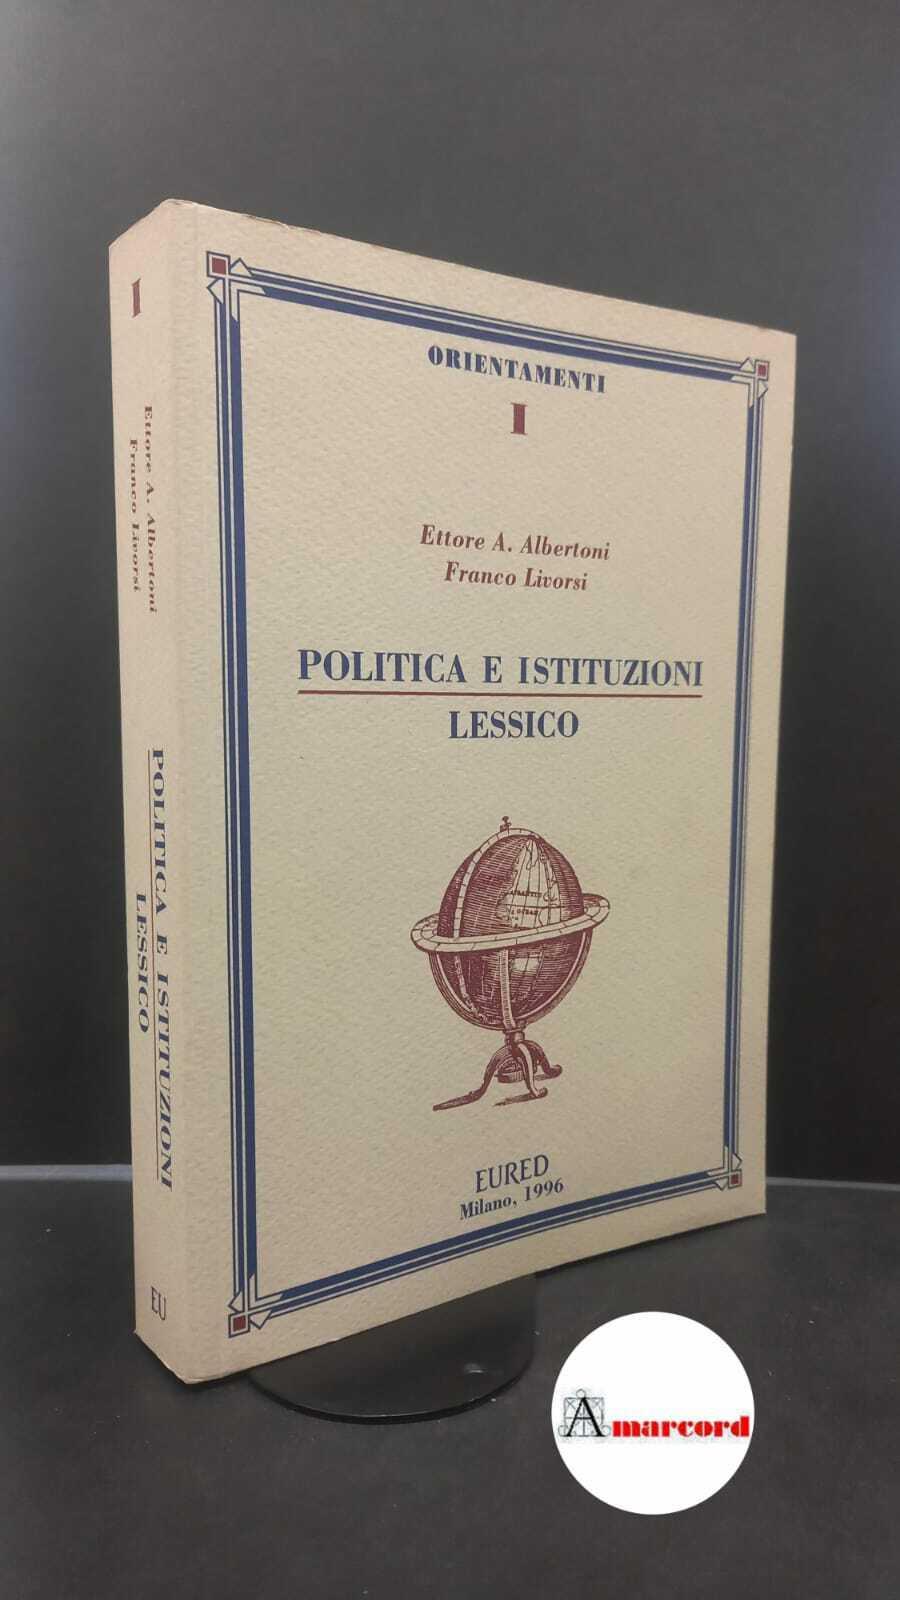 I
Ettore A. Albertoni
Franco Livorsi
POLITICA E ISTITUZIONI
LESSICO
EU
ORIENTAMENTI
I
Ettore A. Albertoni
Franco Livorsi
POLITICA E ISTITUZIONI
LESSICO
EURED
Milano, 1996
Amarcord